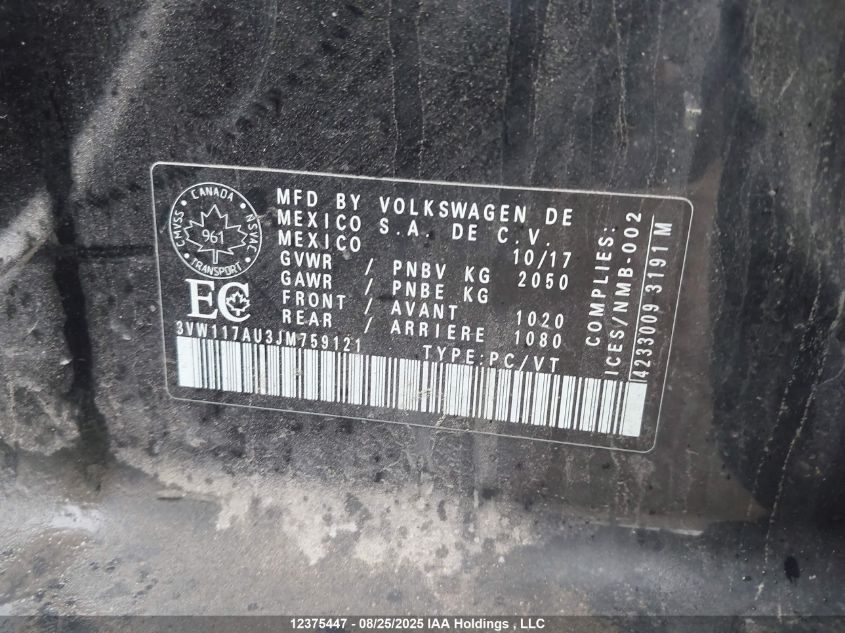 CANADA
CMVSS
NSVAC
961
TRANSPORT
EC
MFD BY VOLKSWAGEN DE
MEXICO S.A. DE C.V.
MEXICO 10/17
GVWR / PNBV KG 2050
GAWR / PNBE KG
FRONT / AVANT 1020
REAR / ARRIERE 1080
3VW117AU3JM759121 TYPE:PC/VT
COMPLIES:
ICES/NMB-002
4233009 3191 M
12375447 - 08/25/2025 IAA Holdings , LLC